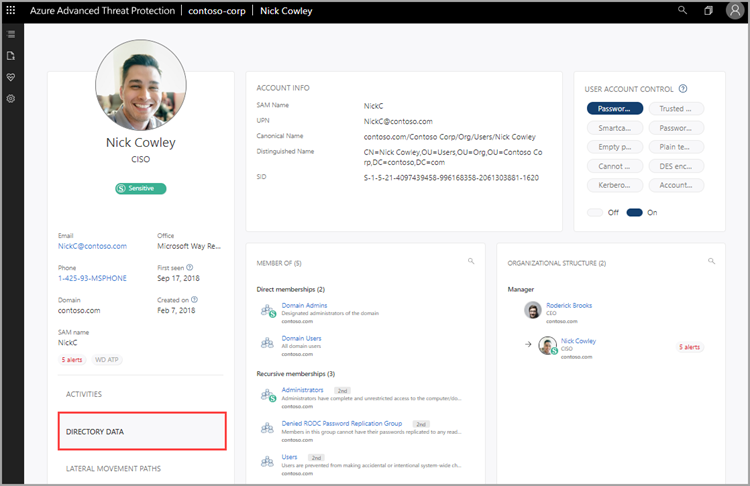 Azure Advanced Threat Protection | contoso-corp | Nick Cowley
Nick Cowley
CISO
S Sensitive
Email
NickC@contoso.com
Office
Microsoft Way Re...
Phone
1-425-93-MSPHONE
First seen ?
Sep 17, 2018
Domain
contoso.com
Created on ?
Feb 7, 2018
SAM name
NickC
5 alerts WD ATP
ACTIVITIES
DIRECTORY DATA
LATERAL MOVEMENT PATHS
ACCOUNT INFO
SAM Name NickC
UPN NickC@contoso.com
Canonical Name contoso.com/Contoso Corp/Org/Users/Nick Cowley
Distinguished Name CN=Nick Cowley,OU=Users,OU=Org,OU=Contoso Co
rp,DC=contoso,DC=com
SID S-1-5-21-4097439458-996168358-2061303881-1620
USER ACCOUNT CONTROL ?
Passwor... Trusted ...
Smartca... Passwor...
Empty p... Plain te...
Cannot ... DES enc...
Kerbero... Account...
Off On
MEMBER OF (5)
Direct memberships (2)
Domain Admins
Designated administrators of the domain
contoso.com
Domain Users
All domain users
contoso.com
Recursive memberships (3)
Administrators 2nd
Administrators have complete and unrestricted access to the computer/do...
contoso.com
Denied RODC Password Replication Group 2nd
Members in this group cannot have their passwords replicated to any read...
contoso.com
Users 2nd
Users are prevented from making accidental or intentional system-wide ch...
contoso.com
ORGANIZATIONAL STRUCTURE (2)
Manager
Roderick Brooks
CEO
contoso.com
Nick Cowley
CISO
contoso.com
5 alerts